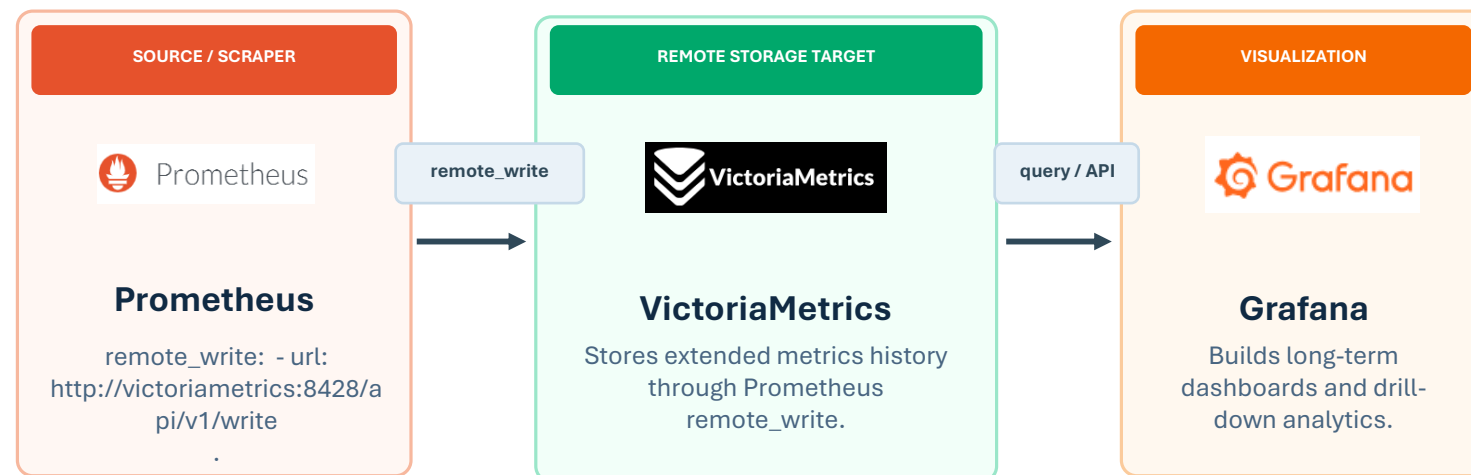 SOURCE / SCRAPER
Prometheus
Prometheus
remote_write:  - url:
http://victoriametrics:8428/a
pi/v1/write
.
remote_write
REMOTE STORAGE TARGET
VictoriaMetrics
VictoriaMetrics
Stores extended metrics history
through Prometheus
remote_write.
query / API
VISUALIZATION
Grafana
Grafana
Builds long-term
dashboards and drill-
down analytics.